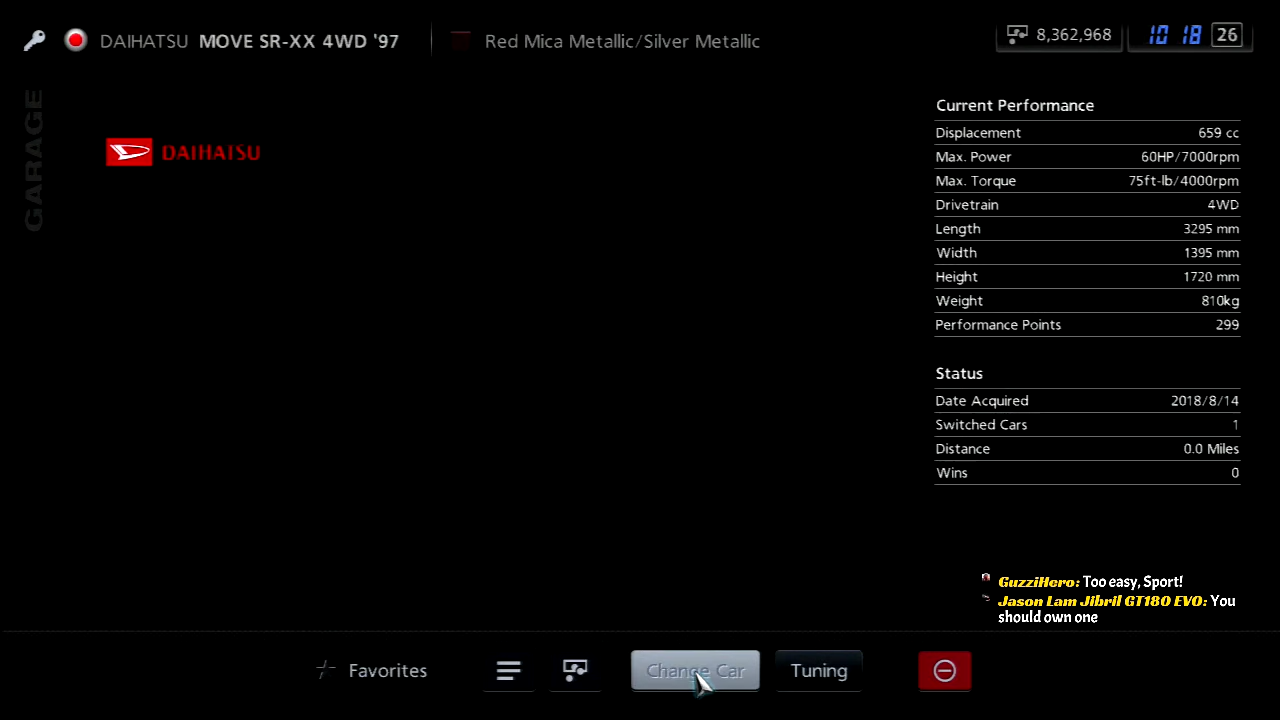 DAIHATSU MOVE SR-XX 4WD '97
Red Mica Metallic/Silver Metallic
8,362,968
10 18 26
GARAGE
DAIHATSU
Current Performance
Displacement 659 cc
Max. Power 60HP/7000rpm
Max. Torque 75ft-lb/4000rpm
Drivetrain 4WD
Length 3295 mm
Width 1395 mm
Height 1720 mm
Weight 810kg
Performance Points 299
Status
Date Acquired 2018/8/14
Switched Cars 1
Distance 0.0 Miles
Wins 0
GuzziHero: Too easy, Sport!
Jason Lam Jibril GT180 EVO: You
should own one
Favorites
Change Car
Tuning